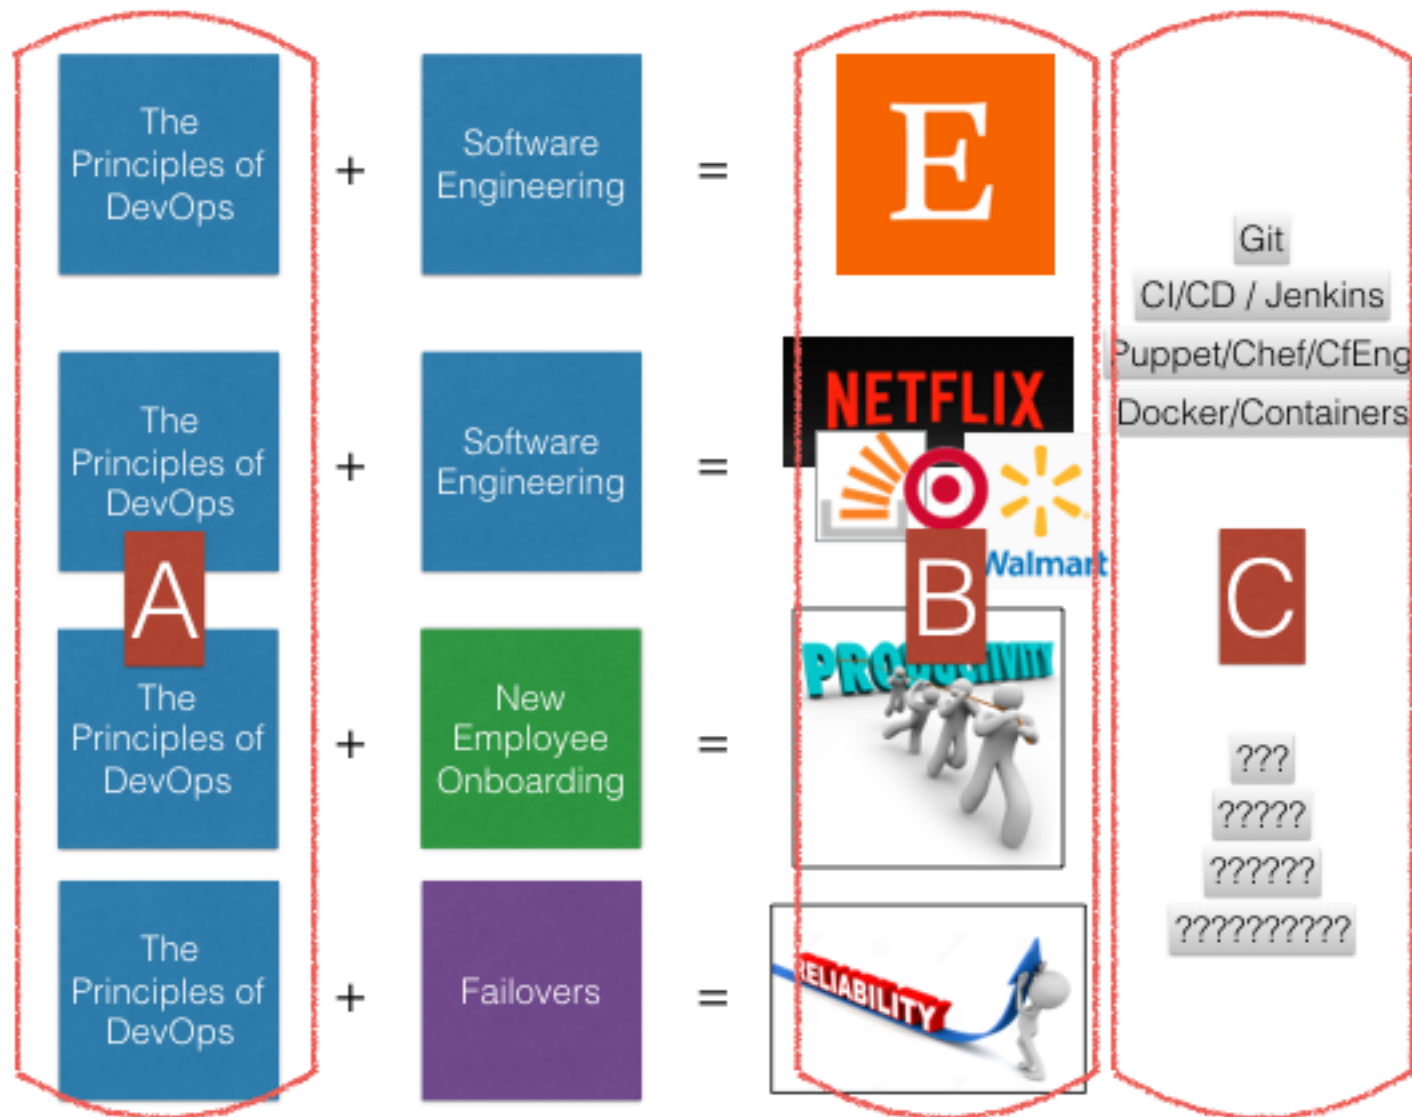 The
Principles of
DevOps
+
Software
Engineering
=
E
Git
CI/CD / Jenkins
Puppet/Chef/CfEng
Docker/Containers
The
Principles of
DevOps
+
Software
Engineering
=
NETFLIX
Walmart
A
B
C
The
Principles of
DevOps
+
New
Employee
Onboarding
=
PRODUCTIVITY
???
?????
??????
??????????
The
Principles of
DevOps
+
Failovers
=
RELIABILITY